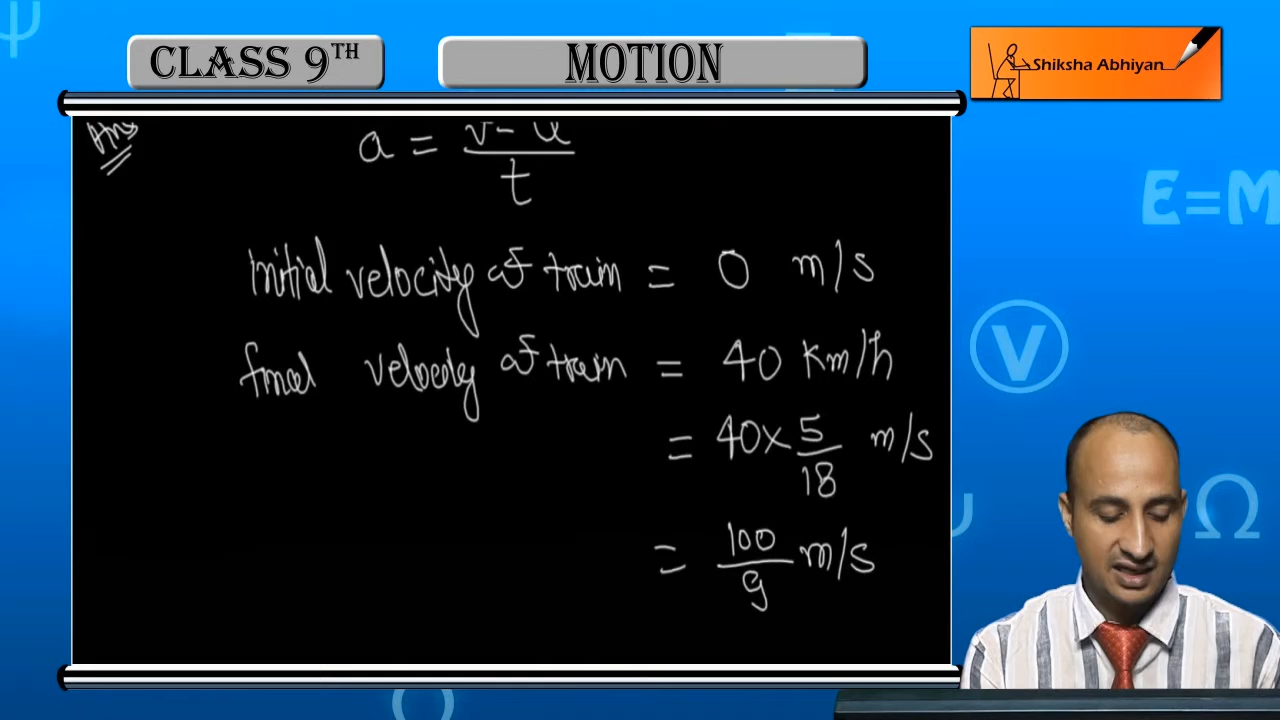 CLASS 9TH
MOTION
Shiksha Abhiyan
Ans
a = v - u / t
Initial velocity of train = 0 m/s
final velocity of train = 40 Km/h
= 40 × 5/18 m/s
= 100/9 m/s
E=M
V
Ω